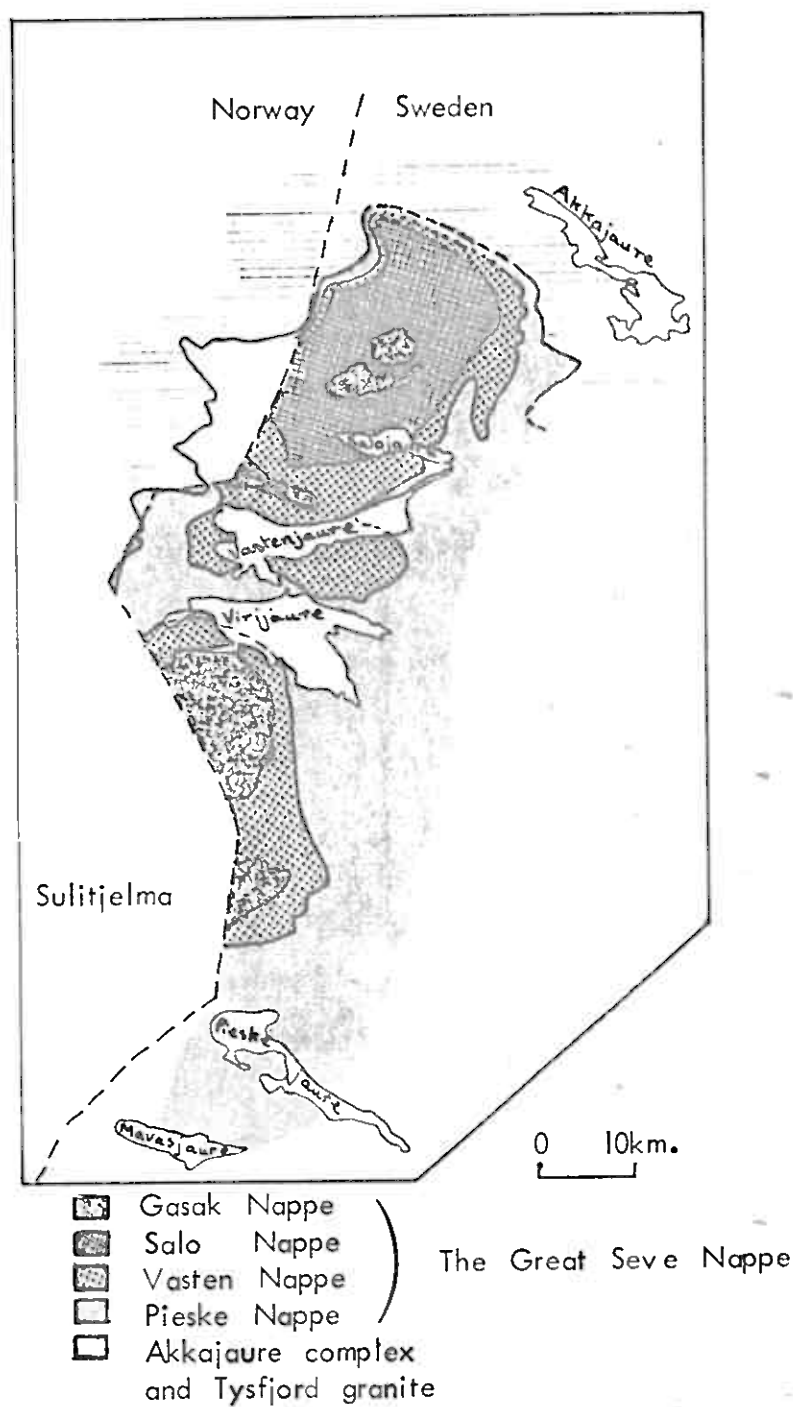 Norway Sweden
Akkajaure
Vastenjaure
Virijaure
Sulitjelma
Pieske
Jaure
Mavasjaure
0 10km.
Gasak Nappe
Salo Nappe
Vasten Nappe
Pieske Nappe
The Great Seve Nappe
Akkajaure complex
and Tysfjord granite